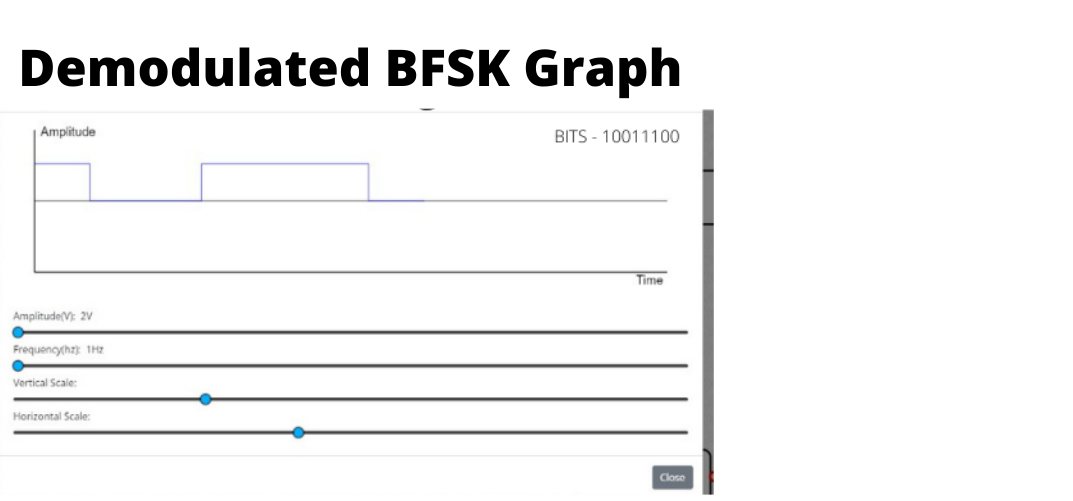 Demodulated BFSK Graph
Amplitude
BITS - 10011100
Time
Amplitude(V): 2V
Frequency(hz): 1Hz
Vertical Scale:
Horizontal Scale:
Close